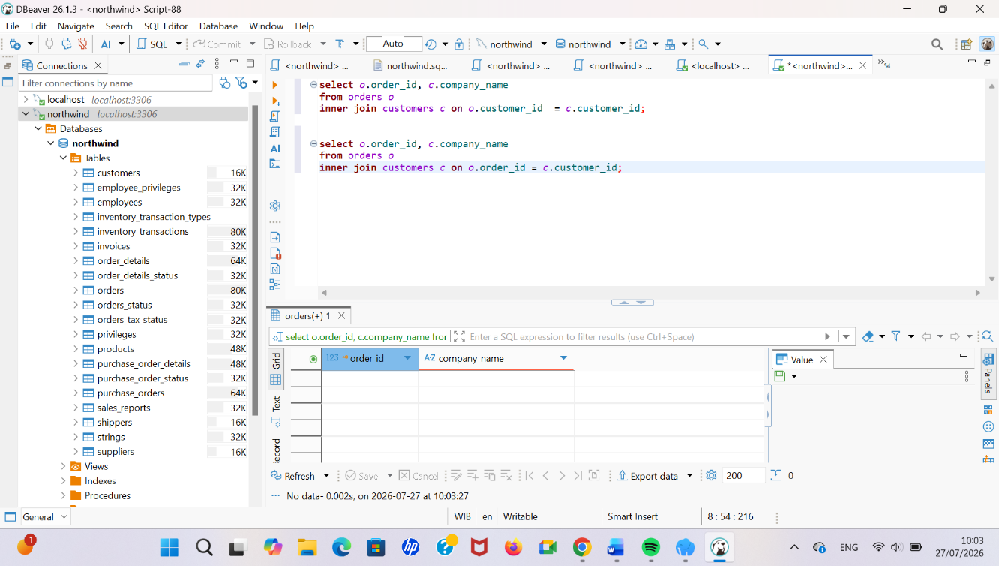 DBeaver 26.1.3 - <northwind> Script-88
File Edit Navigate Search SQL Editor Database Window Help
AI SQL Commit Rollback T Auto northwind northwind
Connections
<northwind> ... northwind.sq... <northwind> ... <northwind> ... <localhost> ... *<northwind>... »54
Filter connections by name
localhost localhost:3306
northwind localhost:3306
Databases
northwind
Tables
customers 16K
employee_privileges 32K
employees 32K
inventory_transaction_types
inventory_transactions 80K
invoices 32K
order_details 64K
order_details_status 32K
orders 80K
orders_status 32K
orders_tax_status 32K
privileges 32K
products 48K
purchase_order_details 48K
purchase_order_status 32K
purchase_orders 64K
sales_reports 32K
shippers 16K
strings 32K
suppliers 16K
Views
Indexes
Procedures
General
AI
select o.order_id, c.company_name
from orders o
inner join customers c on o.customer_id  = c.customer_id;
select o.order_id, c.company_name
from orders o
inner join customers c on o.order_id = c.customer_id;
orders(+) 1
select o.order_id, c.company_name fror Enter a SQL expression to filter results (use Ctrl+Space)
Grid
Text
123 order_id A-Z company_name
Value
Panels
Refresh Save Cancel Export data 200 0
No data- 0.002s, on 2026-07-27 at 10:03:27
WIB en Writable Smart Insert 8 : 54 : 216
1
ENG
10:03
27/07/2026